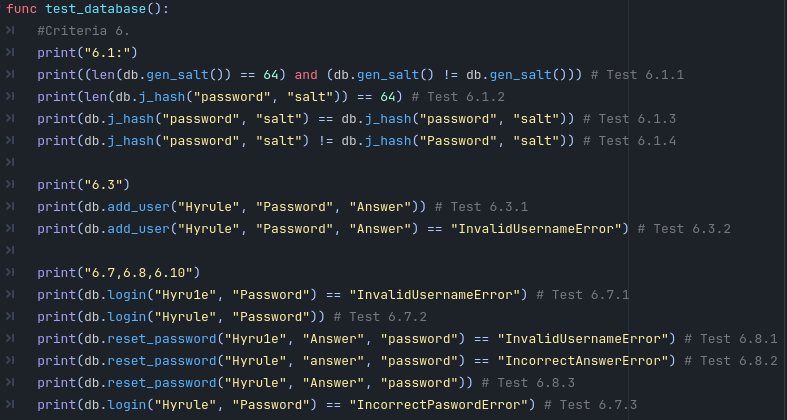 func test_database():
#Criteria 6.
print("6.1:")
print((len(db.gen_salt()) == 64) and (db.gen_salt() != db.gen_salt())) # Test 6.1.1
print(len(db.j_hash("password", "salt")) == 64) # Test 6.1.2
print(db.j_hash("password", "salt") == db.j_hash("password", "salt")) # Test 6.1.3
print(db.j_hash("password", "salt") != db.j_hash("Password", "salt")) # Test 6.1.4
print("6.3")
print(db.add_user("Hyrule", "Password", "Answer")) # Test 6.3.1
print(db.add_user("Hyrule", "Password", "Answer") == "InvalidUsernameError") # Test 6.3.2
print("6.7,6.8,6.10")
print(db.login("Hyru1e", "Password") == "InvalidUsernameError") # Test 6.7.1
print(db.login("Hyrule", "Password")) # Test 6.7.2
print(db.reset_password("Hyru1e", "Answer", "password") == "InvalidUsernameError") # Test 6.8.1
print(db.reset_password("Hyrule", "answer", "password") == "IncorrectAnswerError") # Test 6.8.2
print(db.reset_password("Hyrule", "Answer", "password")) # Test 6.8.3
print(db.login("Hyrule", "Password") == "IncorrectPaswordError") # Test 6.7.3